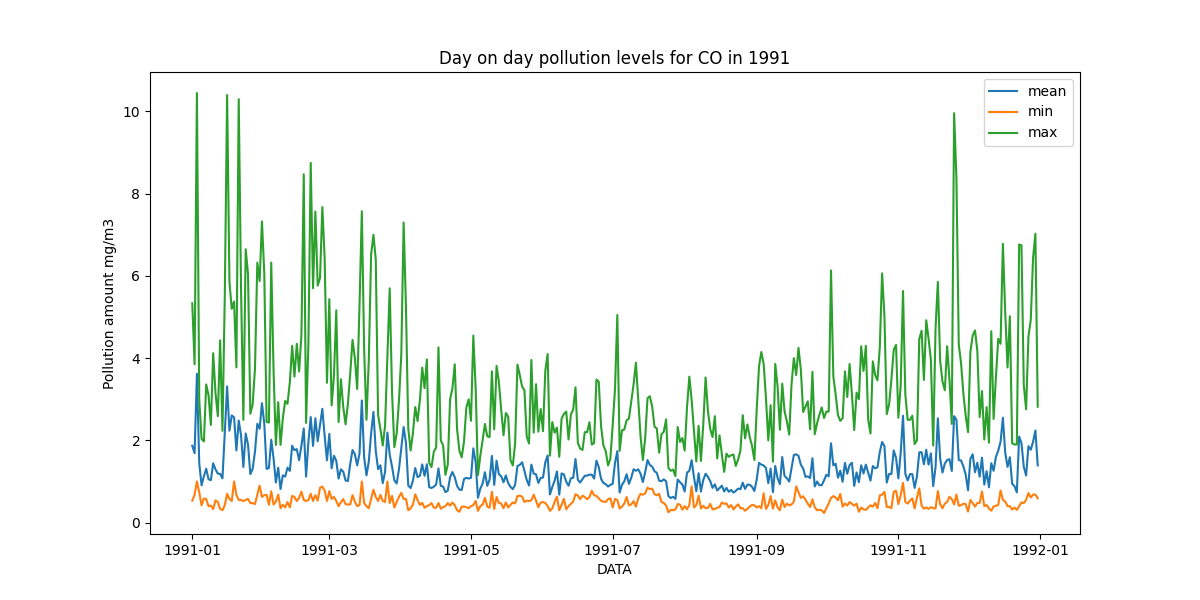 Day on day pollution levels for CO in 1991
mean
min
max
Pollution amount mg/m3
10
8
6
4
2
0
1991-01
1991-03
1991-05
1991-07
1991-09
1991-11
1992-01
DATA